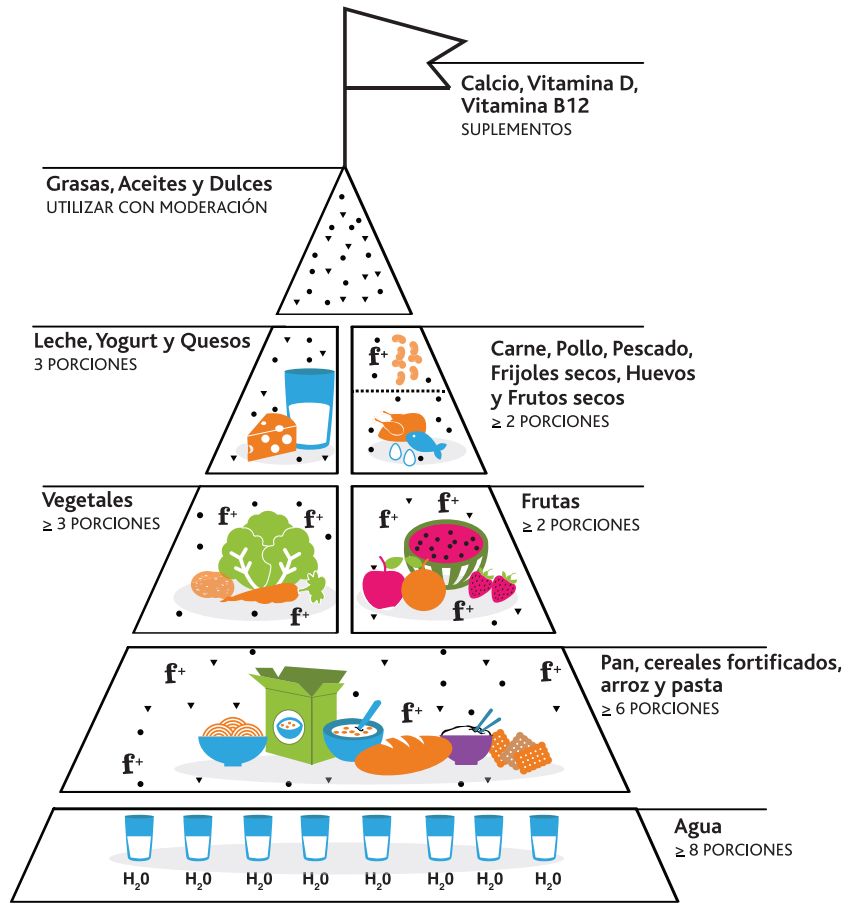 Calcio, Vitamina D,
Vitamina B12
SUPLEMENTOS
Grasas, Aceites y Dulces
UTILIZAR CON MODERACIÓN
Leche, Yogurt y Quesos
3 PORCIONES
f+
Carne, Pollo, Pescado,
Frijoles secos, Huevos
y Frutos secos
≥ 2 PORCIONES
Vegetales
≥ 3 PORCIONES
f+
f+
f+
Frutas
≥ 2 PORCIONES
f+
f+
f+
Pan, cereales fortificados,
arroz y pasta
≥ 6 PORCIONES
f+
f+
f+
f+
Agua
≥ 8 PORCIONES
H₂0 H₂0 H₂0 H₂0 H₂0 H₂0 H₂0 H₂0